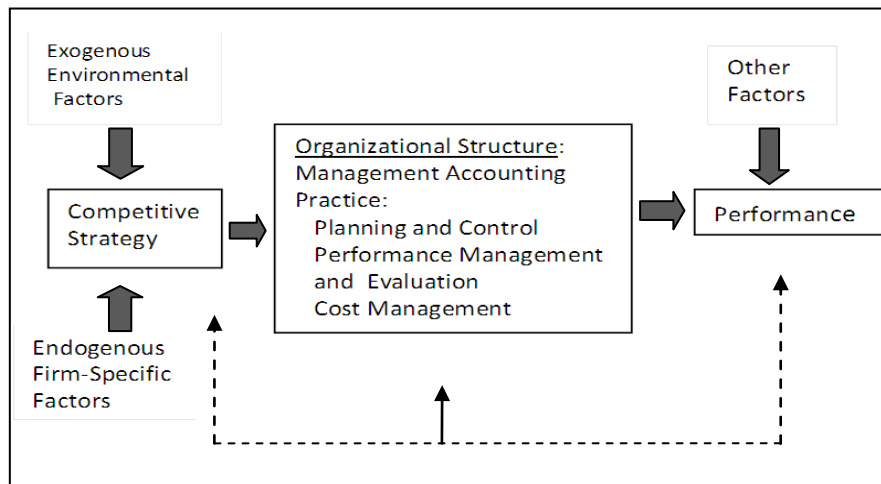 Exogenous
Environmental
Factors
Other
Factors
Organizational Structure:
Management Accounting
Practice:
Planning and Control
Performance Management
and Evaluation
Cost Management
Competitive
Strategy
Performance
Endogenous
Firm-Specific
Factors